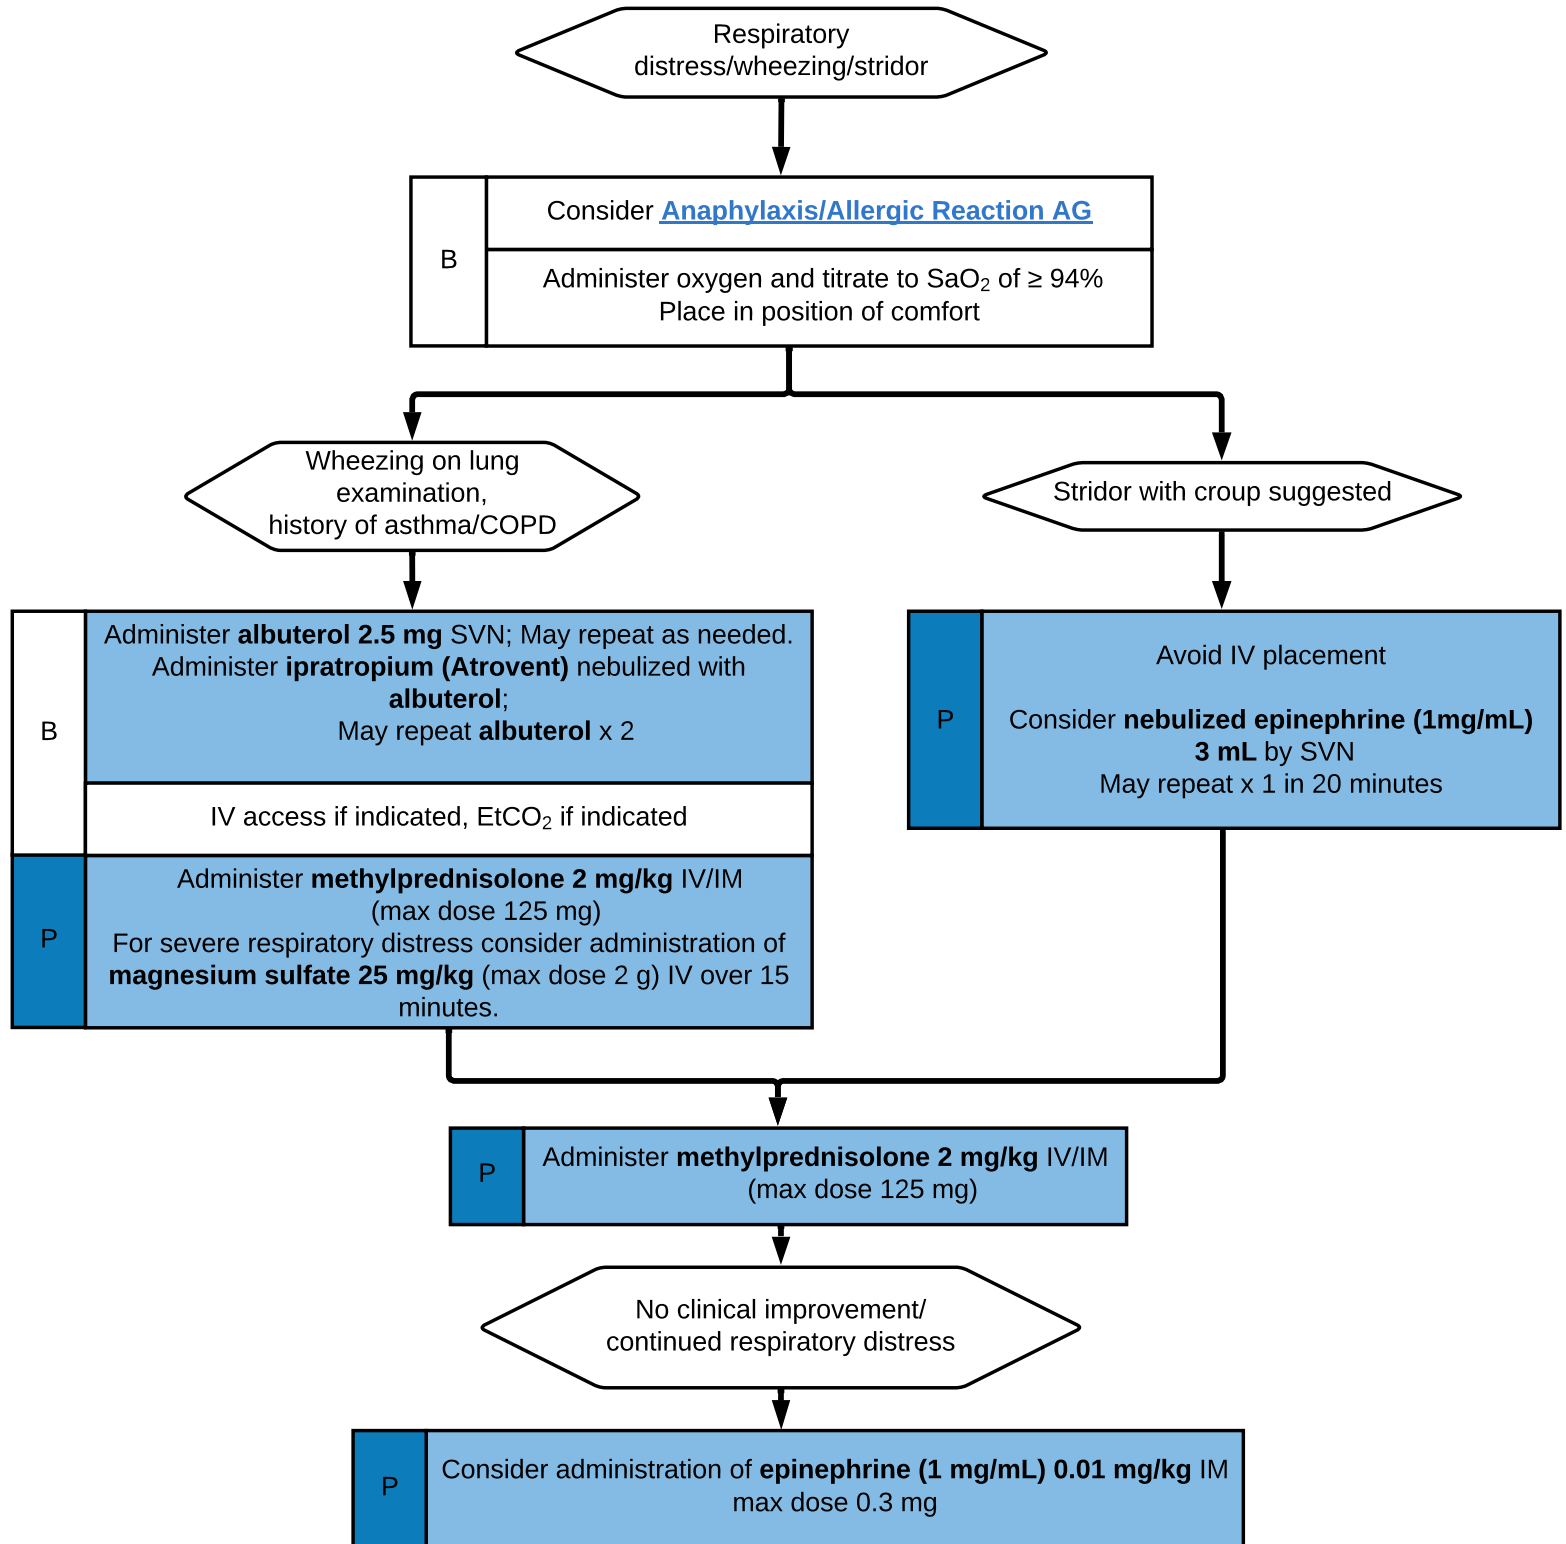 Respiratory
distress/wheezing/stridor
B
Consider Anaphylaxis/Allergic Reaction AG
Administer oxygen and titrate to SaO₂ of ≥ 94%
Place in position of comfort
Wheezing on lung
examination,
history of asthma/COPD
Stridor with croup suggested
B
Administer albuterol 2.5 mg SVN; May repeat as needed.
Administer ipratropium (Atrovent) nebulized with
albuterol;
May repeat albuterol x 2
IV access if indicated, EtCO₂ if indicated
P
Administer methylprednisolone 2 mg/kg IV/IM
(max dose 125 mg)
For severe respiratory distress consider administration of
magnesium sulfate 25 mg/kg (max dose 2 g) IV over 15
minutes.
P
Avoid IV placement
Consider nebulized epinephrine (1mg/mL)
3 mL by SVN
May repeat x 1 in 20 minutes
P
Administer methylprednisolone 2 mg/kg IV/IM
(max dose 125 mg)
No clinical improvement/
continued respiratory distress
P
Consider administration of epinephrine (1 mg/mL) 0.01 mg/kg IM
max dose 0.3 mg